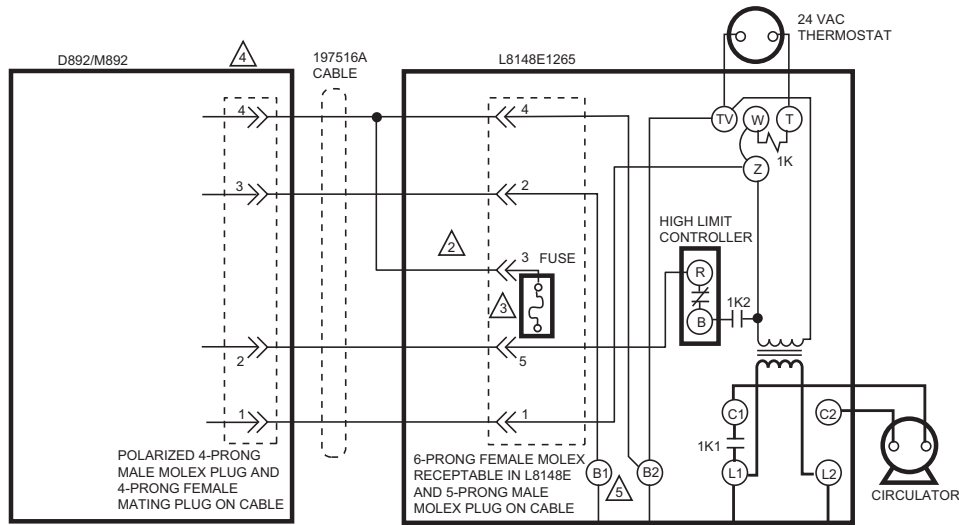 24 VAC
THERMOSTAT
D892/M892
4
197516A
CABLE
L8148E1265
4
4
TV
W
T
1K
Z
3
2
2
3 FUSE
HIGH LIMIT
CONTROLLER
R
3
1K2
B
2
5
1
1
C1
C2
1K1
POLARIZED 4-PRONG
MALE MOLEX PLUG AND
4-PRONG FEMALE
MATING PLUG ON CABLE
6-PRONG FEMALE MOLEX
RECEPTABLE IN L8148E
AND 5-PRONG MALE
MOLEX PLUG ON CABLE
B1
5
B2
L1
L2
CIRCULATOR